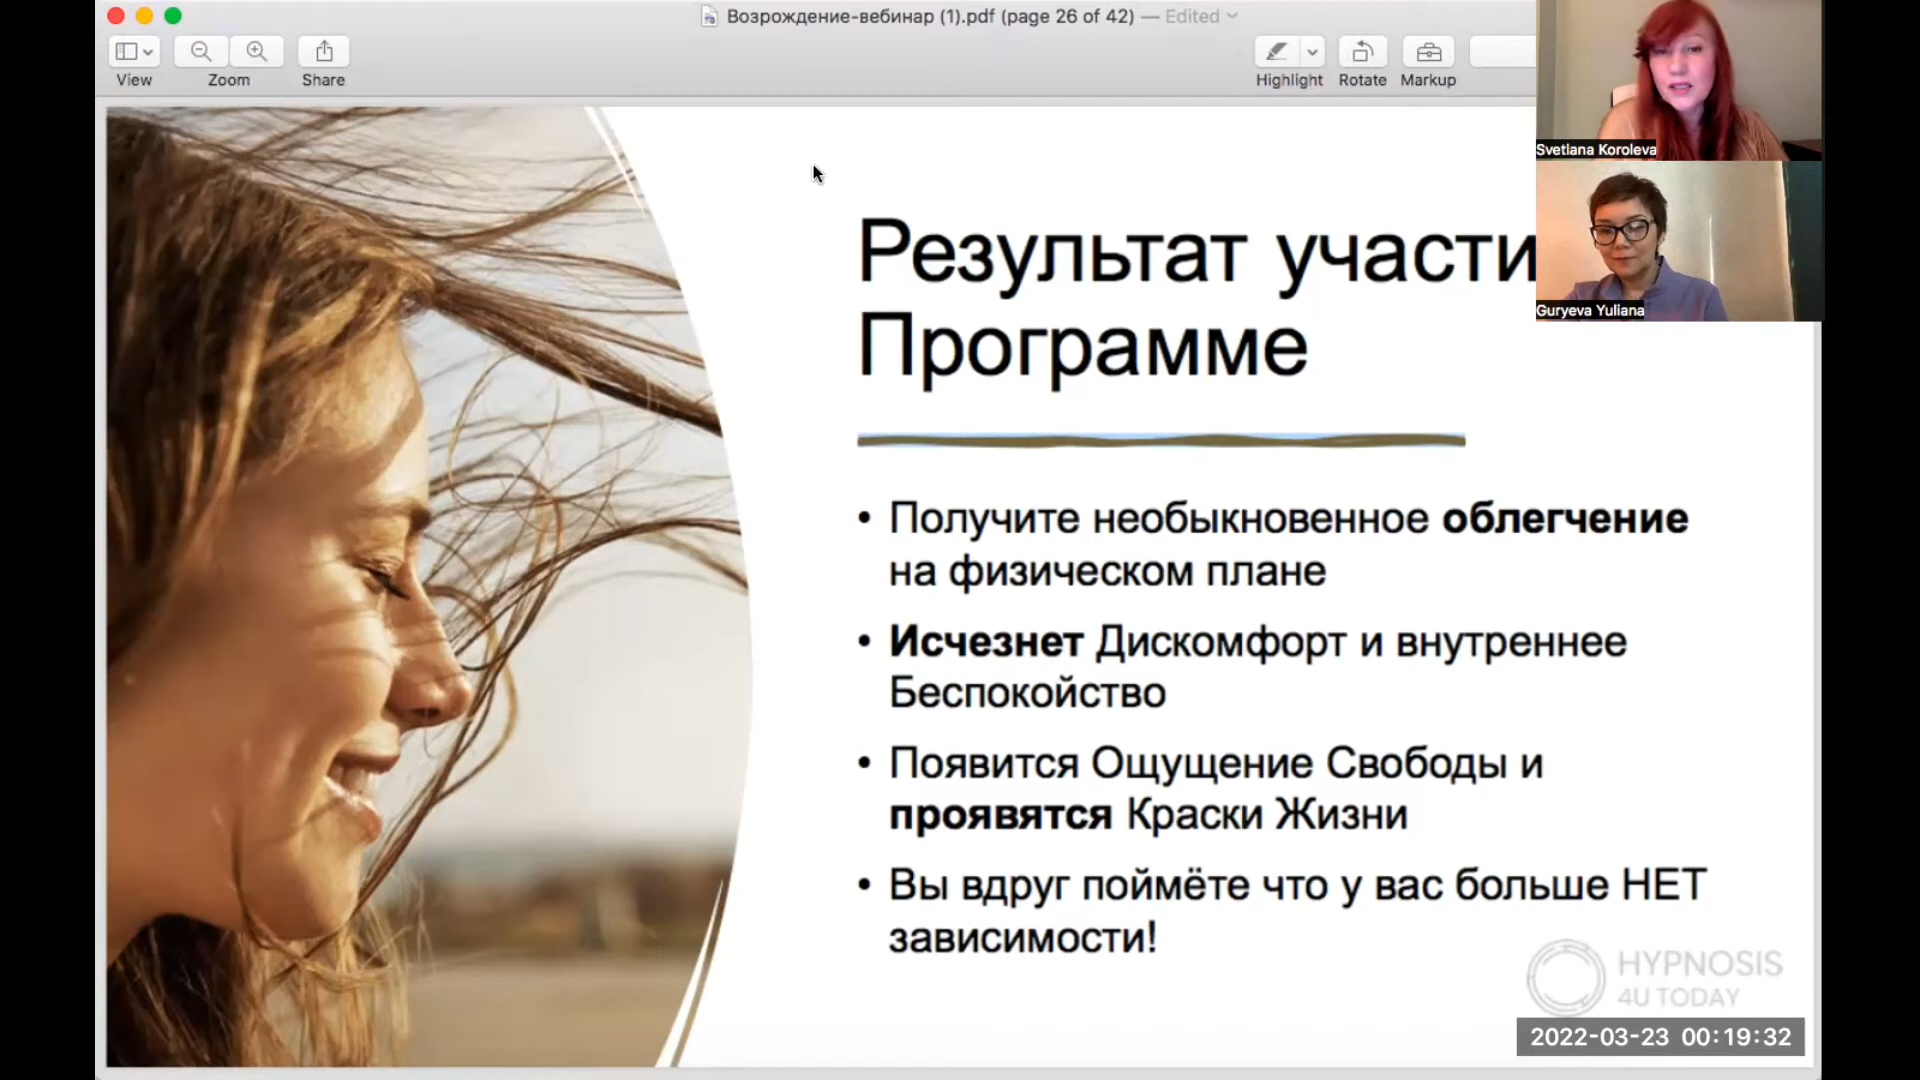 Возрождение-вебинар (1).pdf (page 26 of 42) — Edited
View
Zoom
Share
Highlight
Rotate
Markup
Svetlana Koroleva
Guryeva Yuliana
Результат участи
Программе
• Получите необыкновенное облегчение
на физическом плане
• Исчезнет Дискомфорт и внутреннее
Беспокойство
• Появится Ощущение Свободы и
проявятся Краски Жизни
• Вы вдруг поймёте что у вас больше НЕТ
зависимости!
HYPNOSIS
4U TODAY
2022-03-23 00:19:32